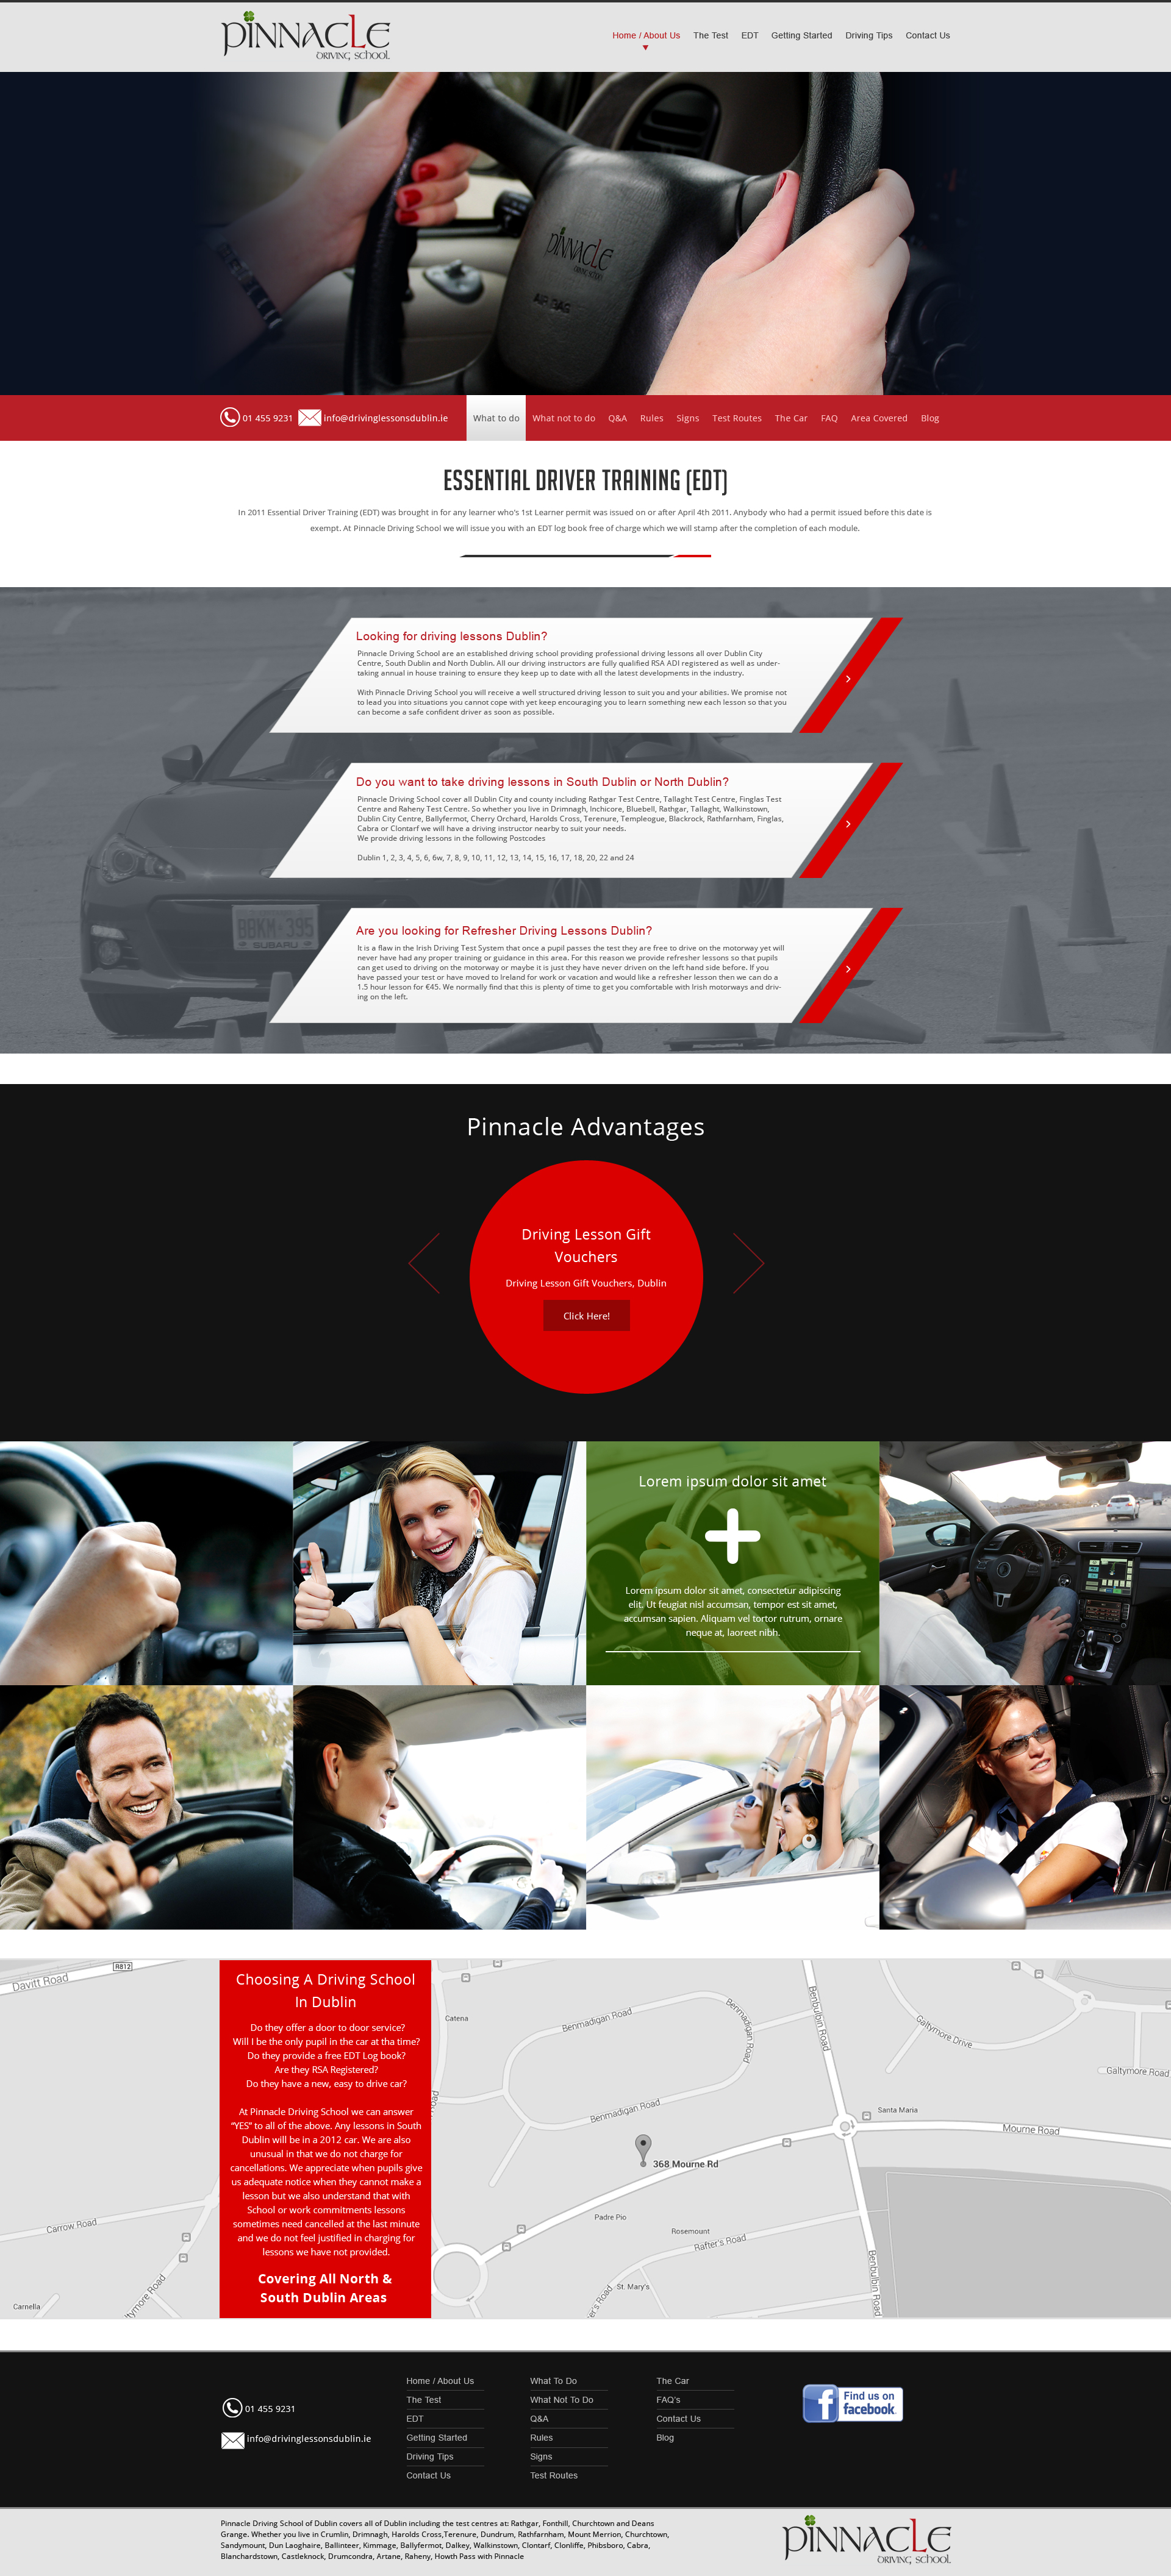 PINNACLE
DRIVING SCHOOL
Home / About Us The Test EDT Getting Started Driving Tips Contact Us
PINNACLE
DRIVING SCHOOL
AIR BAG
01 455 9231 info@drivinglessonsdublin.ie What to do What not to do Q&A Rules Signs Test Routes The Car FAQ Area Covered Blog
ESSENTIAL DRIVER TRAINING (EDT)
In 2011 Essential Driver Training (EDT) was brought in for any learner who's 1st Learner permit was issued on or after April 4th 2011. Anybody who had a permit issued before this date is
exempt. At Pinnacle Driving School we will issue you with an EDT log book free of charge which we will stamp after the completion of each module.
Looking for driving lessons Dublin?
Pinnacle Driving School are an established driving school providing professional driving lessons all over Dublin City
Centre, South Dublin and North Dublin. All our driving instructors are fully qualified RSA ADI registered as well as under-
taking annual in house training to ensure they keep up to date with all the latest developments in the industry.
With Pinnacle Driving School you will receive a well structured driving lesson to suit you and your abilities. We promise not
to lead you into situations you cannot cope with yet keep encouraging you to learn something new each lesson so that you
can become a safe confident driver as soon as possible.
Do you want to take driving lessons in South Dublin or North Dublin?
Pinnacle Driving School cover all Dublin City and county including Rathgar Test Centre, Tallaght Test Centre, Finglas Test
Centre and Raheny Test Centre. So whether you live in Drimnagh, Inchicore, Bluebell, Rathgar, Tallaght, Walkinstown,
Dublin City Centre, Ballyfermot, Cherry Orchard, Harolds Cross, Terenure, Templeogue, Blackrock, Rathfarnham, Finglas,
Cabra or Clontarf we will have a driving instructor nearby to suit your needs.
We provide driving lessons in the following Postcodes
Dublin 1, 2, 3, 4, 5, 6, 6w, 7, 8, 9, 10, 11, 12, 13, 14, 15, 16, 17, 18, 20, 22 and 24
BBKM·395
SUBARU
Are you looking for Refresher Driving Lessons Dublin?
It is a flaw in the Irish Driving Test System that once a pupil passes the test they are free to drive on the motorway yet will
never have had any proper training or guidance in this area. For this reason we provide refresher lessons so that pupils
can get used to driving on the motorway or maybe it is just they have never driven on the left hand side before. If you
have passed your test or have moved to Ireland for work or vacation and would like a refresher lesson then we can do a
1.5 hour lesson for €45. We normally find that this is plenty of time to get you comfortable with Irish motorways and driv-
ing on the left.
Pinnacle Advantages
Driving Lesson Gift
Vouchers
Driving Lesson Gift Vouchers, Dublin
Click Here!
Lorem ipsum dolor sit amet
Lorem ipsum dolor sit amet, consectetur adipiscing
elit. Ut feugiat nisl accumsan, tempor est sit amet,
accumsan sapien. Aliquam vel tortor rutrum, ornare
neque at, laoreet nibh.
Choosing A Driving School
In Dublin
Do they offer a door to door service?
Will I be the only pupil in the car at tha time?
Do they provide a free EDT Log book?
Are they RSA Registered?
Do they have a new, easy to drive car?
At Pinnacle Driving School we can answer
"YES" to all of the above. Any lessons in South
Dublin will be in a 2012 car. We are also
unusual in that we do not charge for
cancellations. We appreciate when pupils give
us adequate notice when they cannot make a
lesson but we also understand that with
School or work commitments lessons
sometimes need cancelled at the last minute
and we do not feel justified in charging for
lessons we have not provided.
Covering All North &
South Dublin Areas
R812
Davitt Road
Carrow Road
Carnella
tymore Road
Catena
oad
Benmadigan Road
Benmadigan Road
Benmadigan Road
Benbulbin Road
Galtymore Drive
Galtymore Road
Santa Maria
Mourne Road
368 Mourne Rd
Padre Pio
Rosemount
Rafter's Road
St. Mary's
er's Road
Benbulbin Road
01 455 9231
info@drivinglessonsdublin.ie
Home / About Us
The Test
EDT
Getting Started
Driving Tips
Contact Us
What To Do
What Not To Do
Q&A
Rules
Signs
Test Routes
The Car
FAQ's
Contact Us
Blog
Find us on
facebook.
Pinnacle Driving School of Dublin covers all of Dublin including the test centres at: Rathgar, Fonthill, Churchtown and Deans
Grange. Whether you live in Crumlin, Drimnagh, Harolds Cross,Terenure, Dundrum, Rathfarnham, Mount Merrion, Churchtown,
Sandymount, Dun Laoghaire, Ballinteer, Kimmage, Ballyfermot, Dalkey, Walkinstown, Clontarf, Clonliffe, Phibsboro, Cabra,
Blanchardstown, Castleknock, Drumcondra, Artane, Raheny, Howth Pass with Pinnacle
PINNACLE
DRIVING SCHOOL